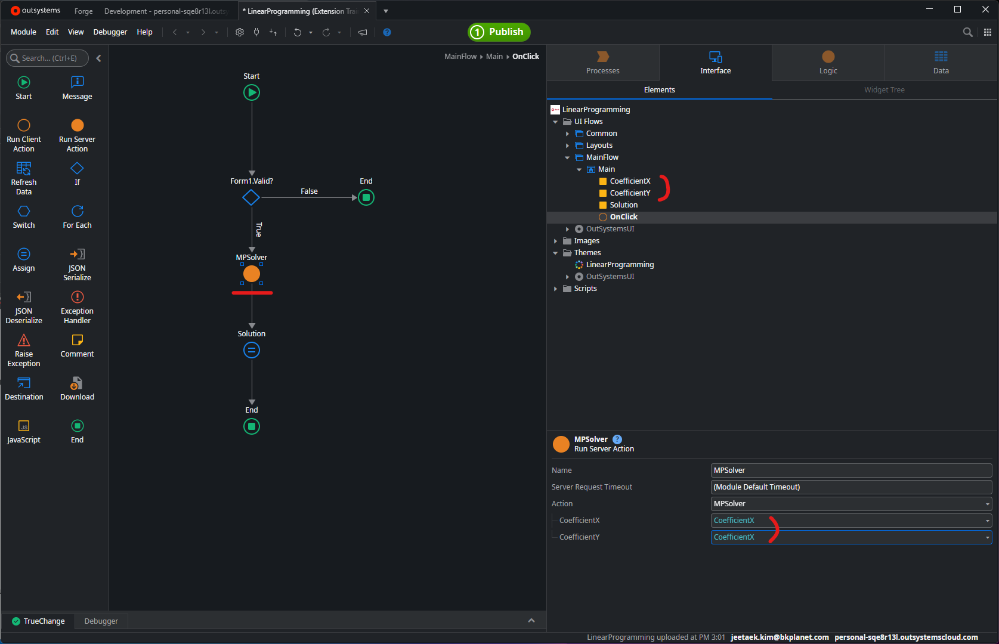 outsystems
Forge
Development - personal-sqe8r13l.outsy
* LinearProgramming (Extension Trai
Module
Edit
View
Debugger
Help
1 Publish
Search... (Ctrl+E)
Start
Message
Run Client
Action
Run Server
Action
Refresh
Data
If
Switch
For Each
Assign
JSON
Serialize
JSON
Deserialize
Exception
Handler
Raise
Exception
Comment
Destination
Download
JS
JavaScript
End
MainFlow
Main
OnClick
Start
Form1.Valid?
False
End
True
MPSolver
Solution
End
Processes
Interface
Logic
Data
Elements
Widget Tree
LinearProgramming
UI Flows
Common
Layouts
MainFlow
Main
CoefficientX
CoefficientY
Solution
OnClick
OutSystemsUI
Images
Themes
LinearProgramming
OutSystemsUI
Scripts
MPSolver ?
Run Server Action
Name
MPSolver
Server Request Timeout
(Module Default Timeout)
Action
MPSolver
CoefficientX
CoefficientX
CoefficientY
CoefficientX
TrueChange
Debugger
LinearProgramming uploaded at PM 3:01
jeetaek.kim@bkplanet.com
personal-sqe8r13l.outsystemscloud.com